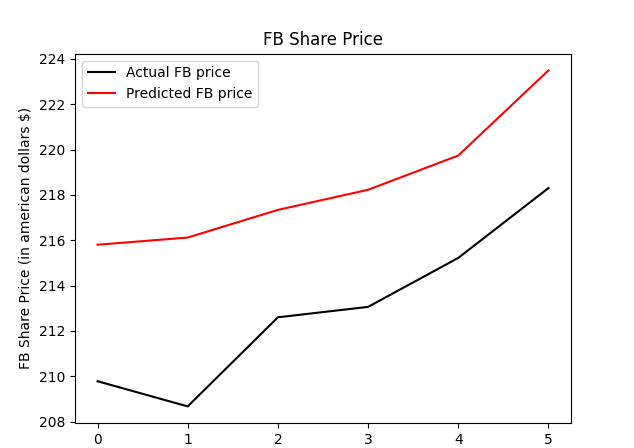 FB Share Price
Actual FB price
Predicted FB price
FB Share Price (in american dollars $)
224
222
220
218
216
214
212
210
208
0 1 2 3 4 5